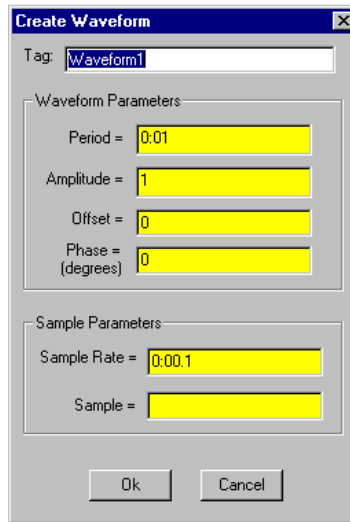 Create Waveform
Tag: Waveform1
Waveform Parameters
Period = 0:01
Amplitude = 1
Offset = 0
Phase = 0
(degrees)
Sample Parameters
Sample Rate = 0:00.1
Sample =
Ok Cancel